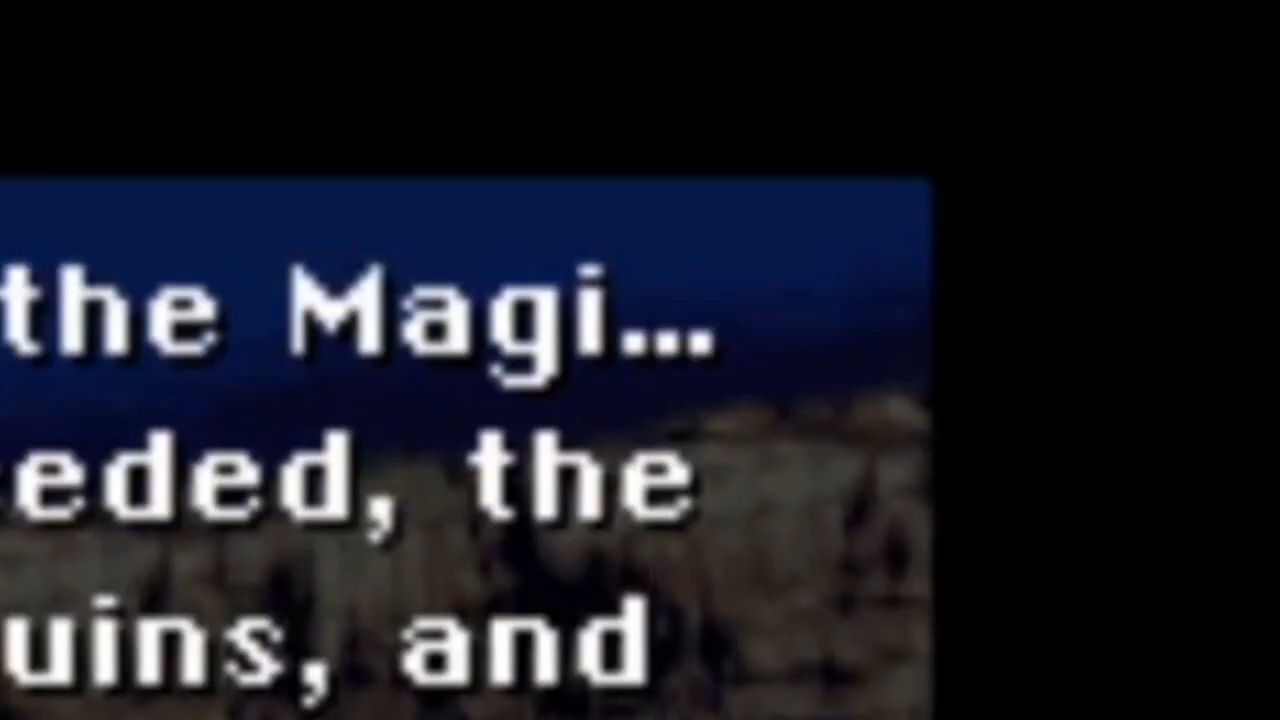 the Magi...
eded, the
uins, and